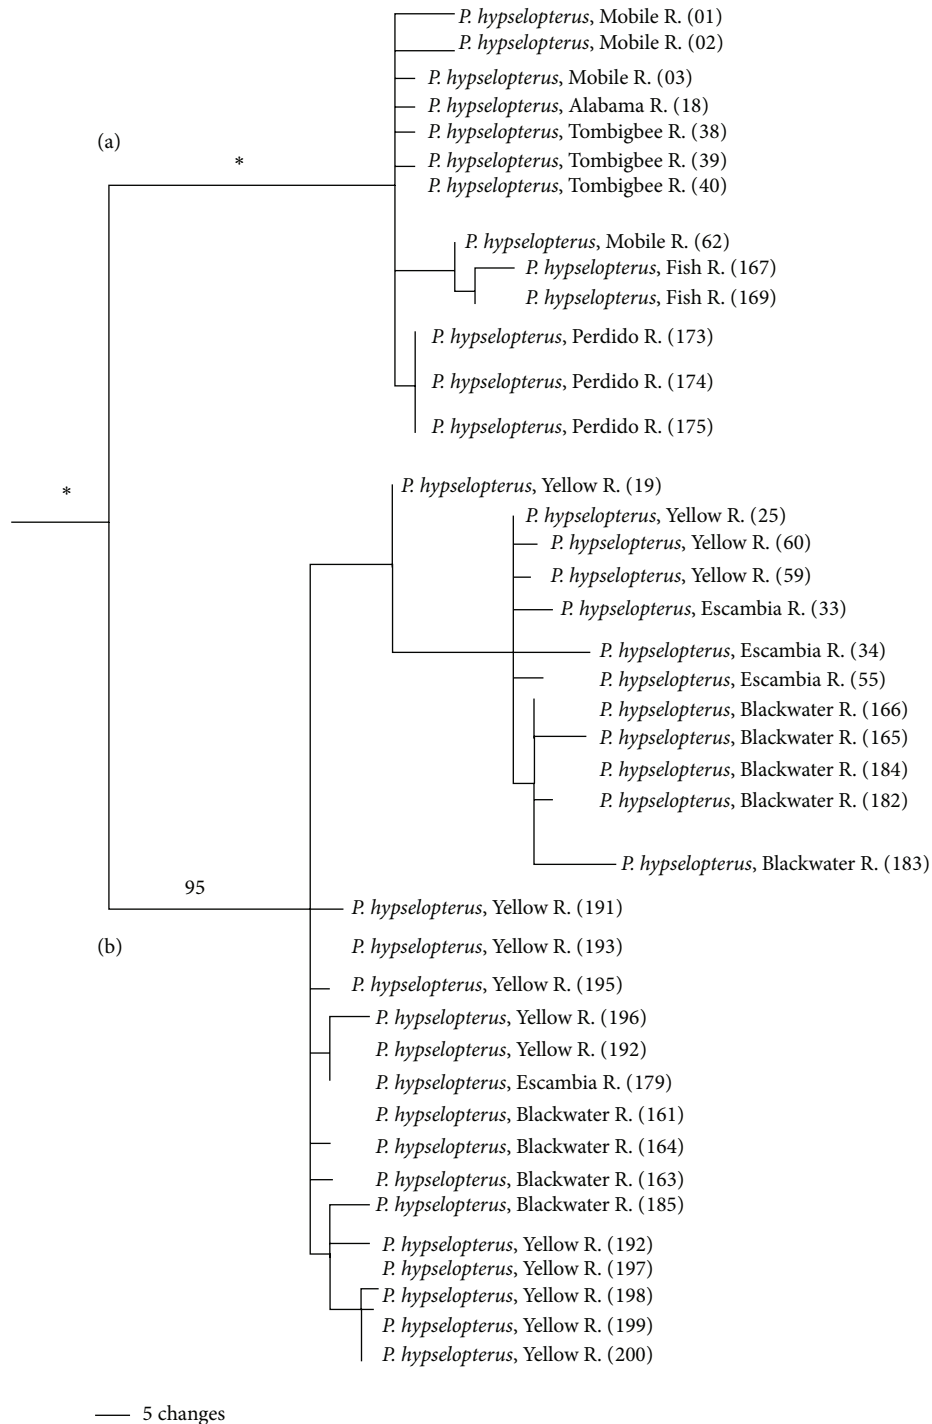 P. hypselopterus, Mobile R. (01)
P. hypselopterus, Mobile R. (02)
P. hypselopterus, Mobile R. (03)
P. hypselopterus, Alabama R. (18)
P. hypselopterus, Tombigbee R. (38)
(a)
*
P. hypselopterus, Tombigbee R. (39)
P. hypselopterus, Tombigbee R. (40)
P. hypselopterus, Mobile R. (62)
P. hypselopterus, Fish R. (167)
P. hypselopterus, Fish R. (169)
P. hypselopterus, Perdido R. (173)
P. hypselopterus, Perdido R. (174)
P. hypselopterus, Perdido R. (175)
P. hypselopterus, Yellow R. (19)
*
P. hypselopterus, Yellow R. (25)
P. hypselopterus, Yellow R. (60)
P. hypselopterus, Yellow R. (59)
P. hypselopterus, Escambia R. (33)
P. hypselopterus, Escambia R. (34)
P. hypselopterus, Escambia R. (55)
P. hypselopterus, Blackwater R. (166)
P. hypselopterus, Blackwater R. (165)
P. hypselopterus, Blackwater R. (184)
P. hypselopterus, Blackwater R. (182)
P. hypselopterus, Blackwater R. (183)
95
P. hypselopterus, Yellow R. (191)
(b)
P. hypselopterus, Yellow R. (193)
P. hypselopterus, Yellow R. (195)
P. hypselopterus, Yellow R. (196)
P. hypselopterus, Yellow R. (192)
P. hypselopterus, Escambia R. (179)
P. hypselopterus, Blackwater R. (161)
P. hypselopterus, Blackwater R. (164)
P. hypselopterus, Blackwater R. (163)
P. hypselopterus, Blackwater R. (185)
P. hypselopterus, Yellow R. (192)
P. hypselopterus, Yellow R. (197)
P. hypselopterus, Yellow R. (198)
P. hypselopterus, Yellow R. (199)
P. hypselopterus, Yellow R. (200)
5 changes